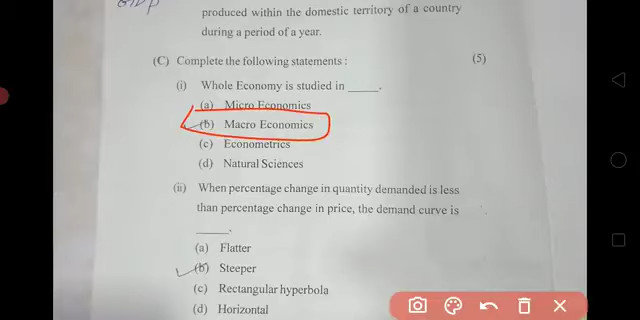 GDP
produced within the domestic territory of a country
during a period of a year.
(C) Complete the following statements : (5)
(i) Whole Economy is studied in _____.
(a) Micro Economics
(b) Macro Economics
(c) Econometrics
(d) Natural Sciences
(ii) When percentage change in quantity demanded is less
than percentage change in price, the demand curve is
_____.
(a) Flatter
(b) Steeper
(c) Rectangular hyperbola
(d) Horizontal